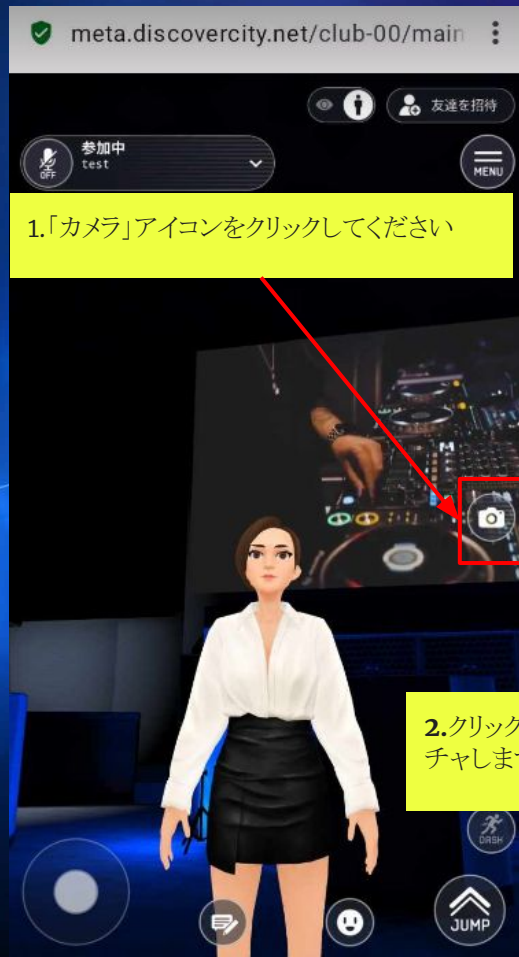 meta.discovercity.net/club-00/main
友達を招待
参加中
test
OFF
MENU
1.「カメラ」アイコンをクリックしてください
2.クリック
チャします
DASH
JUMP